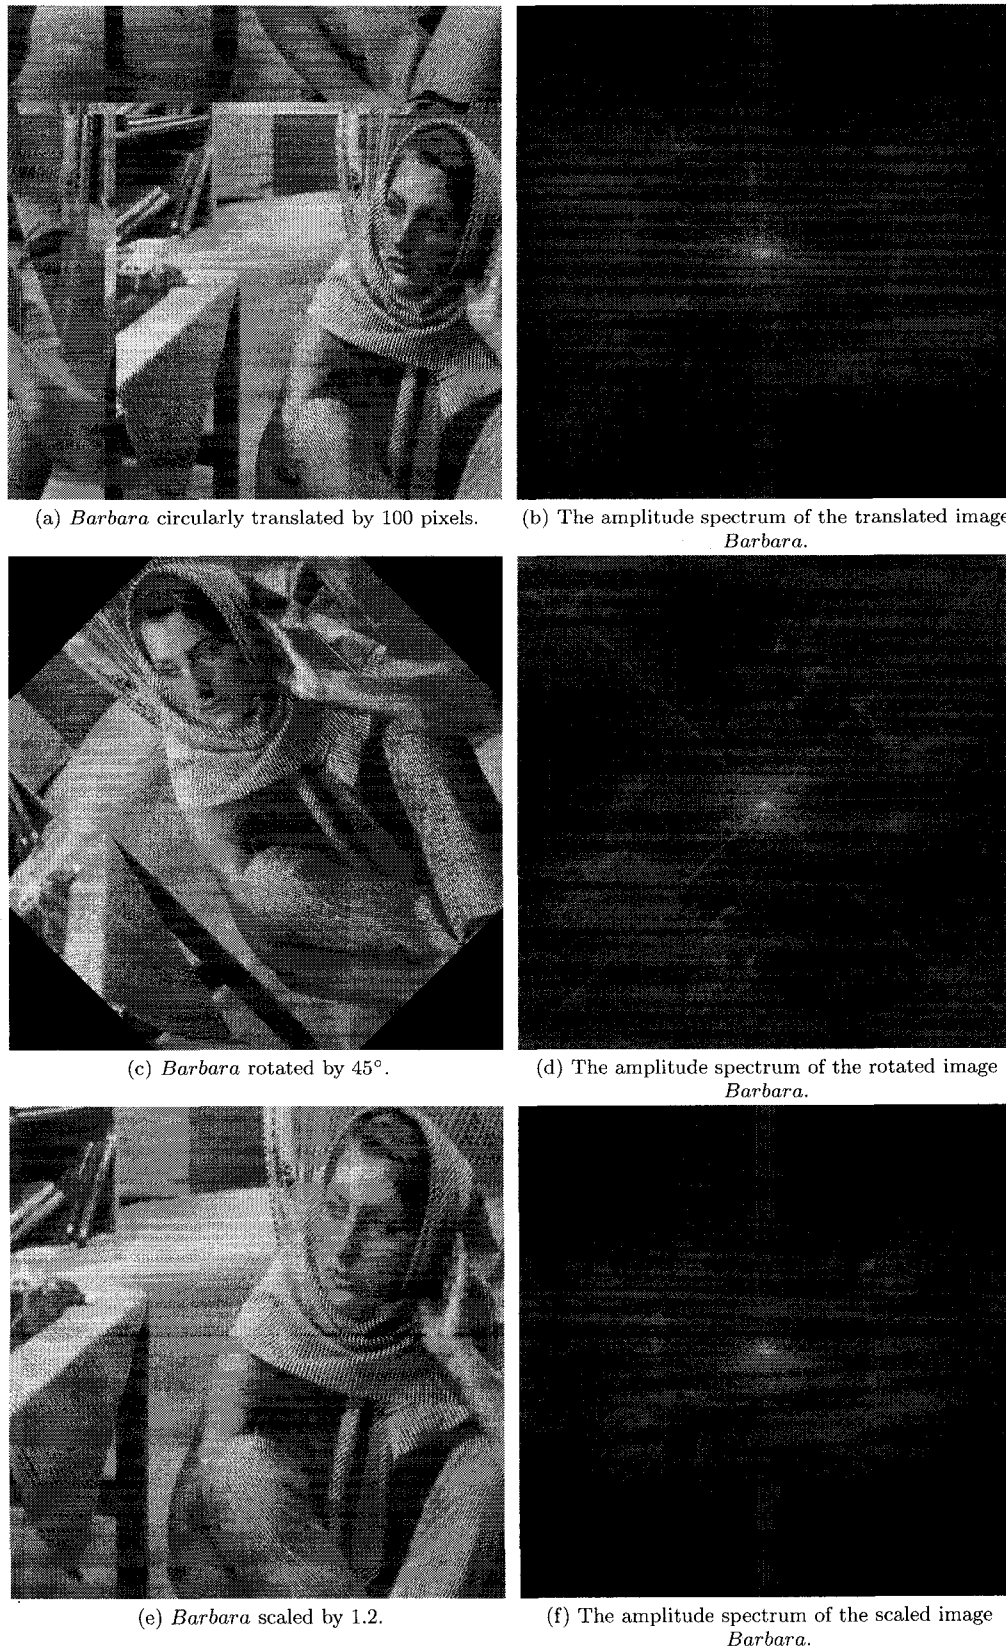 (a) Barbara circularly translated by 100 pixels.
(b) The amplitude spectrum of the translated image
Barbara.
(c) Barbara rotated by 45°.
(d) The amplitude spectrum of the rotated image
Barbara.
(e) Barbara scaled by 1.2.
(f) The amplitude spectrum of the scaled image
Barbara.